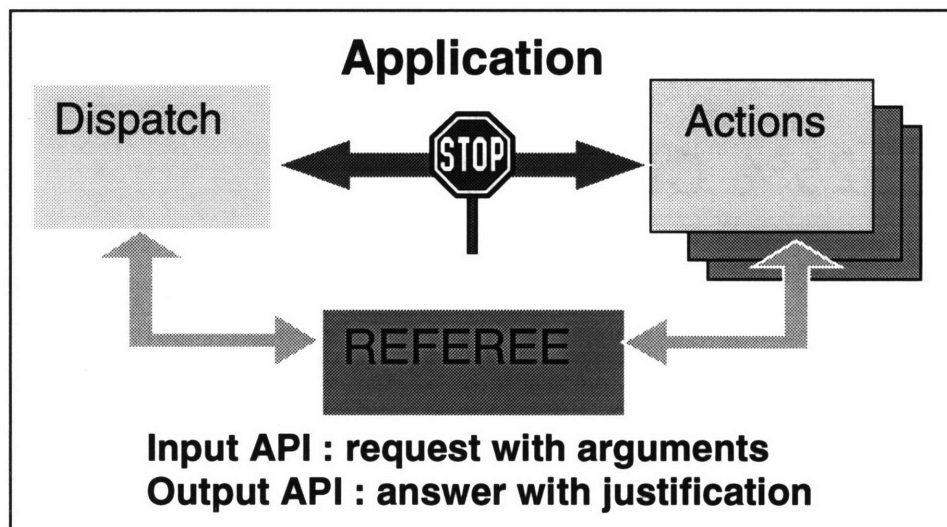 Application
Dispatch
STOP
Actions
REFEREE
Input API : request with arguments
Output API : answer with justification